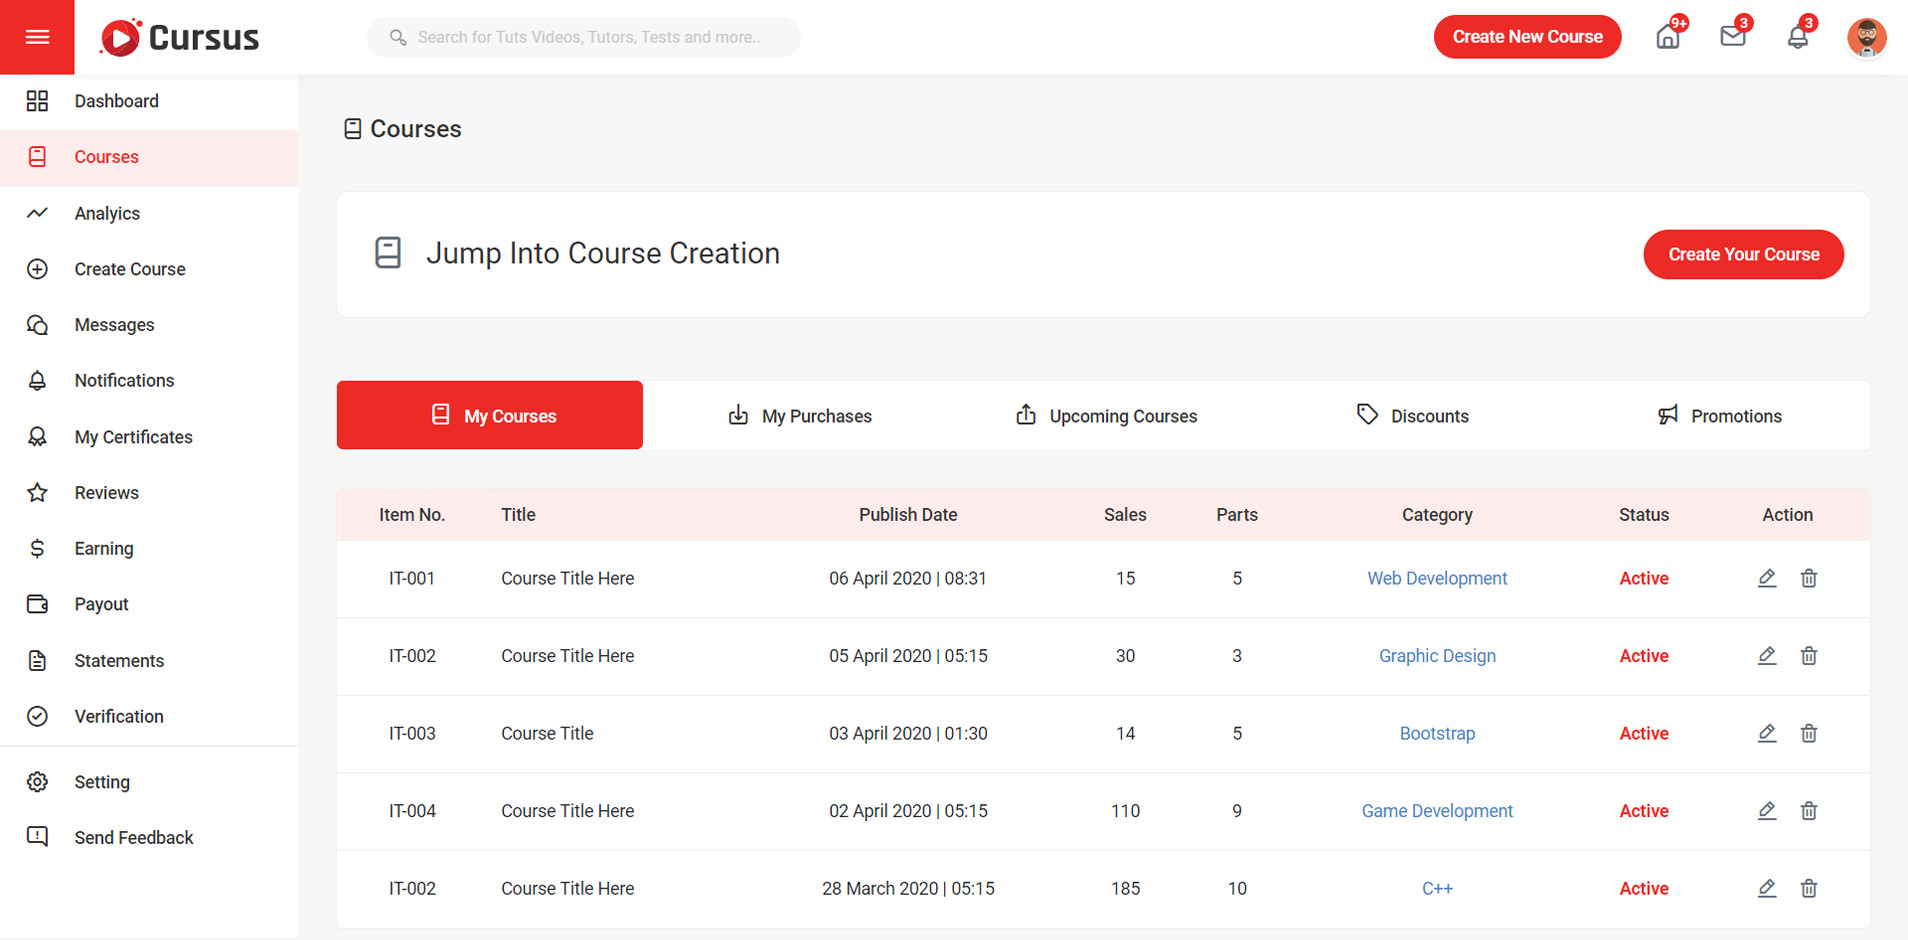 Cursus
Search for Tuts Videos, Tutors, Tests and more..
Create New Course
9+
3
3
Dashboard
Courses
Analyics
Create Course
Messages
Notifications
My Certificates
Reviews
Earning
Payout
Statements
Verification
Setting
Send Feedback
Courses
Jump Into Course Creation
Create Your Course
My Courses My Purchases Upcoming Courses Discounts Promotions
Item No. Title Publish Date Sales Parts Category Status Action
IT-001 Course Title Here 06 April 2020 | 08:31 15 5 Web Development Active
IT-002 Course Title Here 05 April 2020 | 05:15 30 3 Graphic Design Active
IT-003 Course Title 03 April 2020 | 01:30 14 5 Bootstrap Active
IT-004 Course Title Here 02 April 2020 | 05:15 110 9 Game Development Active
IT-002 Course Title Here 28 March 2020 | 05:15 185 10 C++ Active